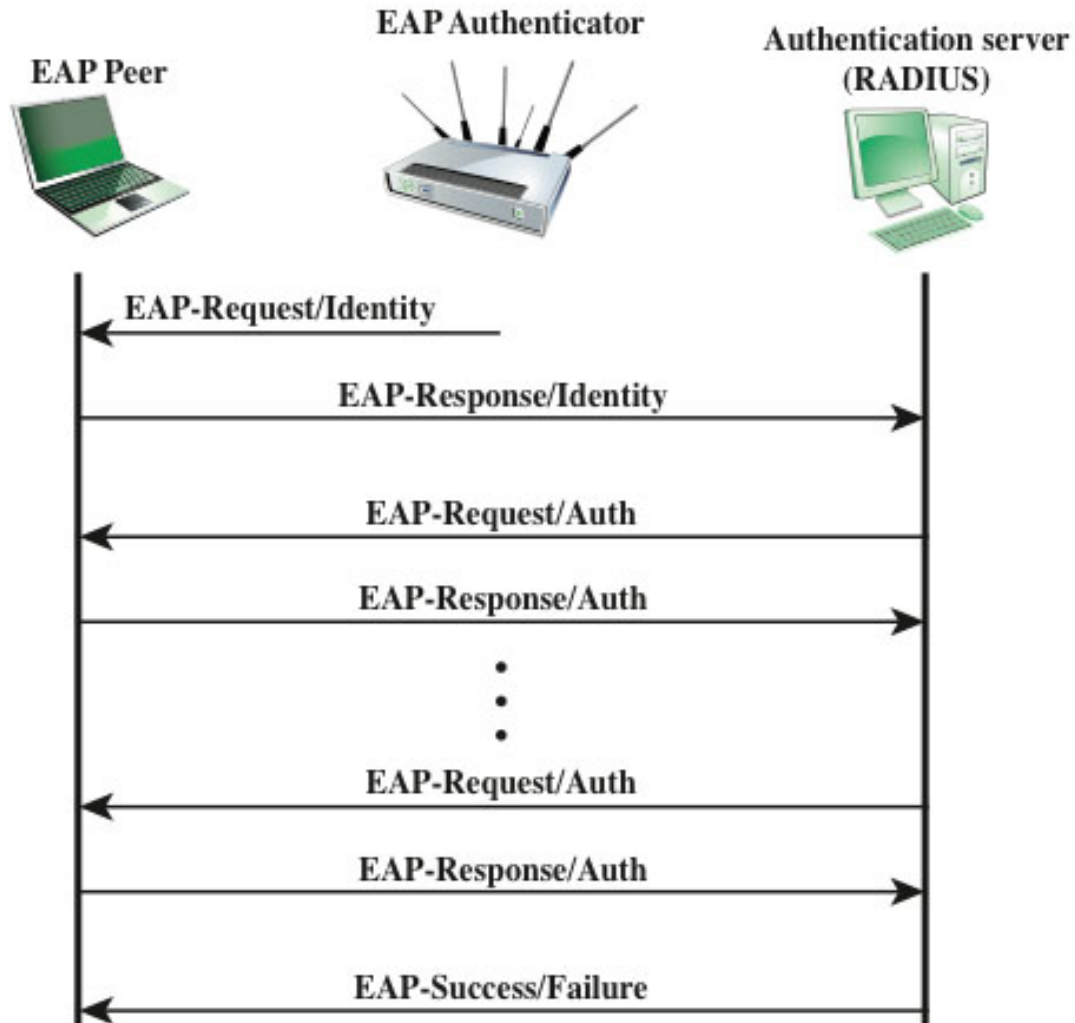 EAP Peer
EAP Authenticator
Authentication server
(RADIUS)
EAP-Request/Identity
EAP-Response/Identity
EAP-Request/Auth
EAP-Response/Auth
EAP-Request/Auth
EAP-Response/Auth
EAP-Success/Failure